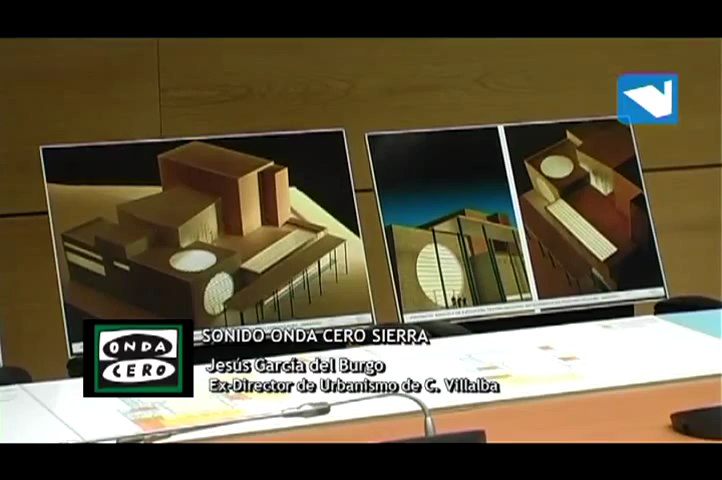 SONIDO ONDA CERO SIERRA
ONDA
CERO
Jesús García del Burgo
Ex-Director de Urbanismo de C. Villalba